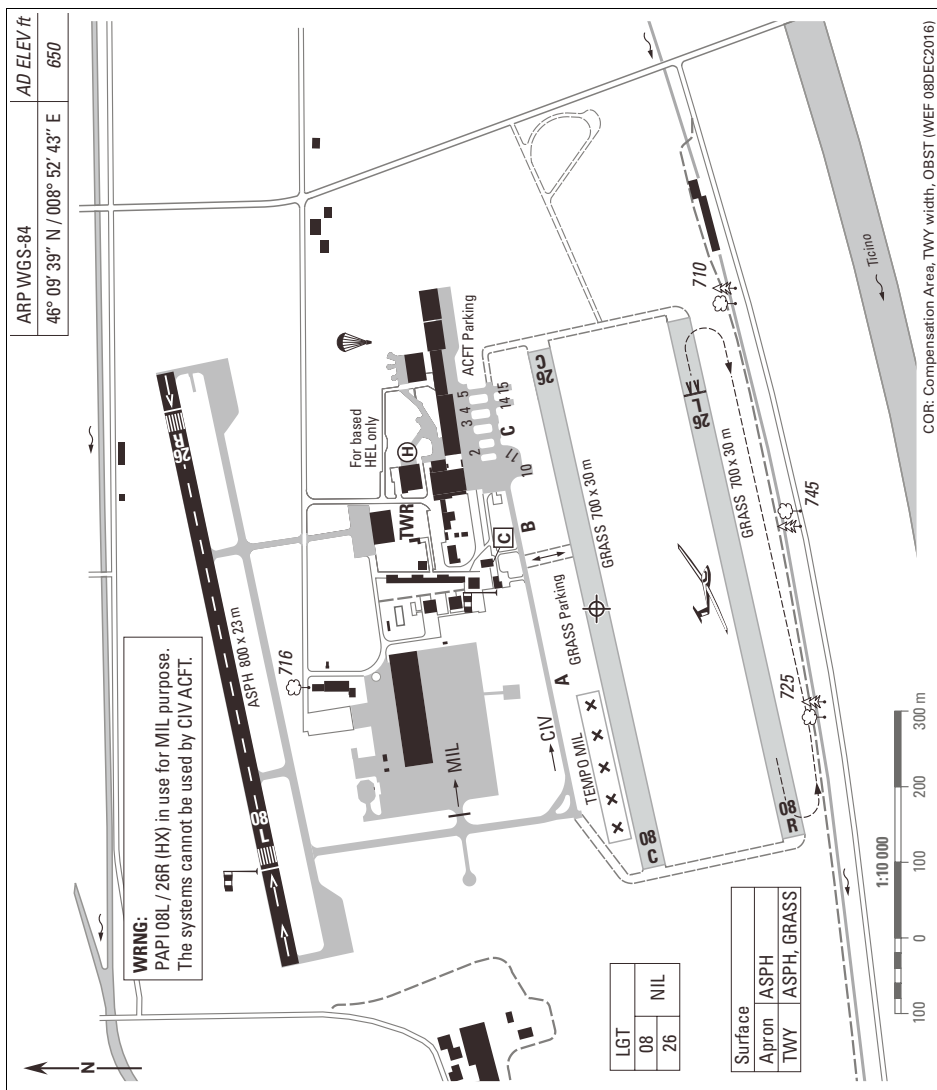 ARP WGS-84
AD ELEV ft
46° 09' 39" N / 008° 52' 43" E
650
N
WRNG:
PAPI 08L / 26R (HX) in use for MIL purpose.
The systems cannot be used by CIV ACFT.
26
R
ASPH 800 x 23 m
08
L
716
For based
HEL only
H
TWR
C
ACFT Parking
2
3
4
5
C
14
15
11
10
B
MIL
CIV
A
GRASS Parking
TEMPO MIL
26
C
GRASS 700 x 30 m
08
C
26
L
GRASS 700 x 30 m
08
R
710
745
725
Ticino
LGT
08
26
NIL
Surface
Apron ASPH
TWY ASPH, GRASS
1:10 000
100 0 100 200 300 m
COR: Compensation Area, TWY width, OBST (WEF 08DEC2016)